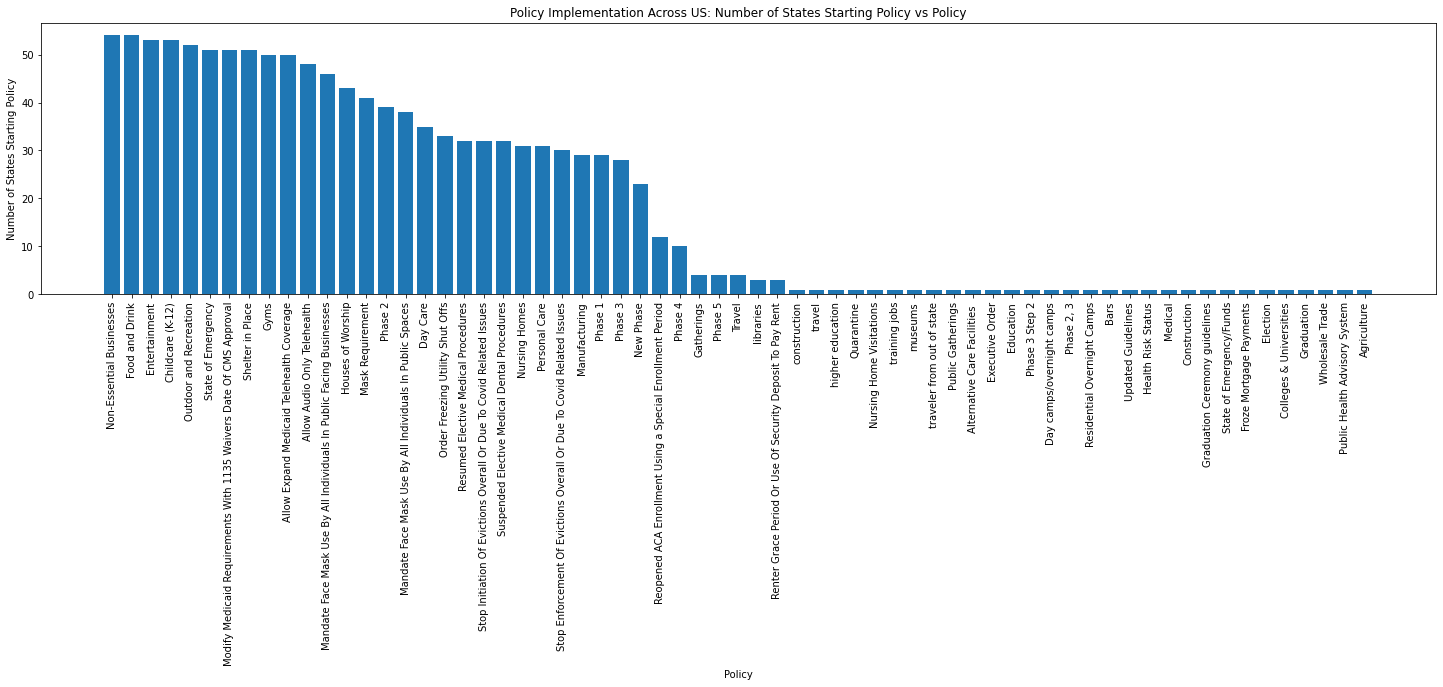 Policy Implementation Across US: Number of States Starting Policy vs Policy
Number of States Starting Policy
50
40
30
20
10
0
Non-Essential Businesses
Food and Drink
Entertainment
Childcare (K-12)
Outdoor and Recreation
State of Emergency
Modify Medicaid Requirements With 1135 Waivers Date Of CMS Approval
Shelter in Place
Gyms
Allow Expand Medicaid Telehealth Coverage
Allow Audio Only Telehealth
Mandate Face Mask Use By All Individuals In Public Facing Businesses
Houses of Worship
Mask Requirement
Phase 2
Mandate Face Mask Use By All Individuals In Public Spaces
Day Care
Order Freezing Utility Shut Offs
Resumed Elective Medical Procedures
Stop Initiation Of Evictions Overall Or Due To Covid Related Issues
Suspended Elective Medical Dental Procedures
Nursing Homes
Personal Care
Stop Enforcement Of Evictions Overall Or Due To Covid Related Issues
Manufacturing
Phase 1
Phase 3
New Phase
Reopened ACA Enrollment Using a Special Enrollment Period
Phase 4
Gatherings
Phase 5
Travel
libraries
Renter Grace Period Or Use Of Security Deposit To Pay Rent
construction
travel
higher education
Quarantine
Nursing Home Visitations
training jobs
museums
traveler from out of state
Public Gatherings
Alternative Care Facilities
Executive Order
Education
Phase 3 Step 2
Day camps/overnight camps
Phase 2, 3
Residential Overnight Camps
Bars
Updated Guidelines
Health Risk Status
Medical
Construction
Graduation Ceremony guidelines
State of Emergency/Funds
Froze Mortgage Payments
Election
Colleges & Universities
Graduation
Wholesale Trade
Public Health Advisory System
Agriculture
Policy